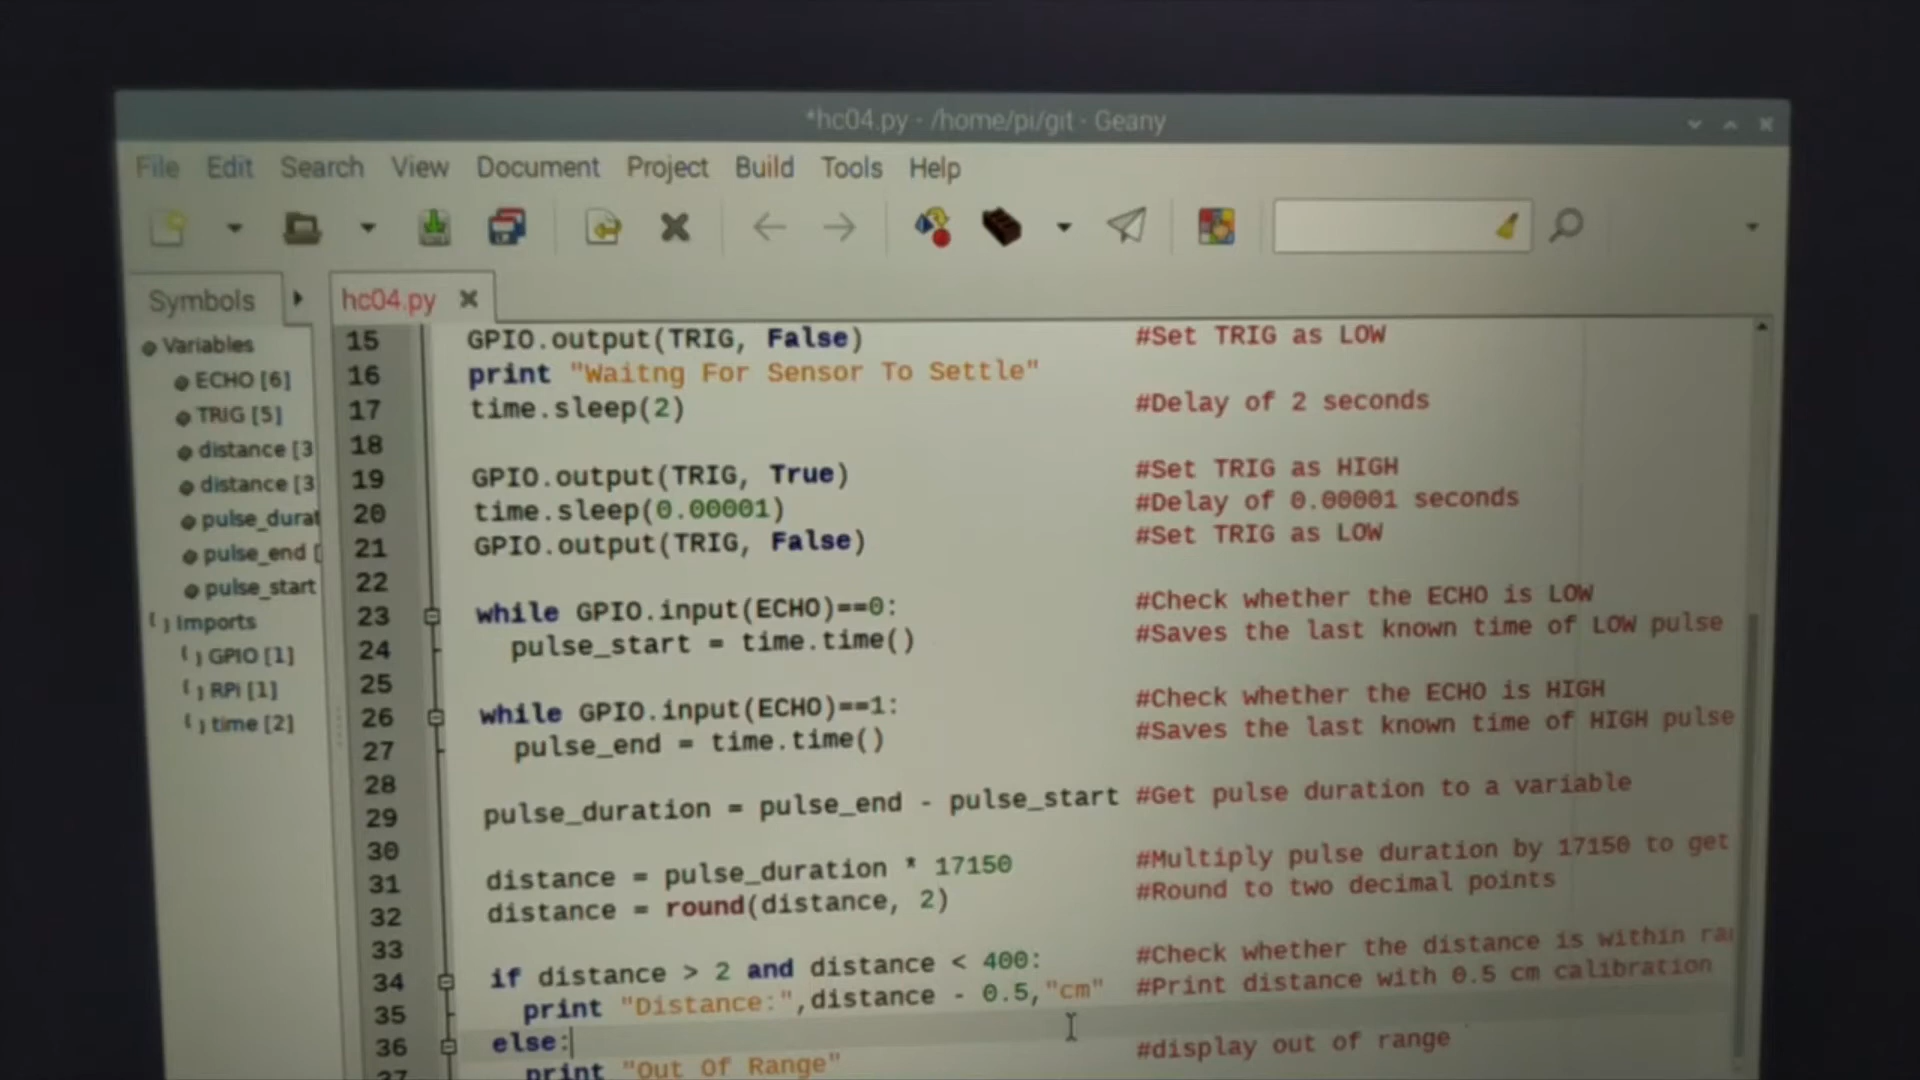 *hc04.py - /home/pi/git - Geany
File Edit Search View Document Project Build Tools Help
Symbols
hc04.py
Variables
ECHO [6]
TRIG [5]
distance [3
distance [3
pulse_durat
pulse_end [
pulse_start
Imports
GPIO [1]
RPi [1]
time [2]
15 GPIO.output(TRIG, False) #Set TRIG as LOW
16 print "Waitng For Sensor To Settle"
17 time.sleep(2) #Delay of 2 seconds
18
19 GPIO.output(TRIG, True) #Set TRIG as HIGH
20 time.sleep(0.00001) #Delay of 0.00001 seconds
21 GPIO.output(TRIG, False) #Set TRIG as LOW
22
23 while GPIO.input(ECHO)==0: #Check whether the ECHO is LOW
24 pulse_start = time.time() #Saves the last known time of LOW pulse
25
26 while GPIO.input(ECHO)==1: #Check whether the ECHO is HIGH
27 pulse_end = time.time() #Saves the last known time of HIGH pulse
28
29 pulse_duration = pulse_end - pulse_start #Get pulse duration to a variable
30
31 distance = pulse_duration * 17150 #Multiply pulse duration by 17150 to get
32 distance = round(distance, 2) #Round to two decimal points
33
34 if distance > 2 and distance < 400: #Check whether the distance is within ra
35 print "Distance:",distance - 0.5,"cm" #Print distance with 0.5 cm calibration
36 else:
37 print "Out Of Range" #display out of range